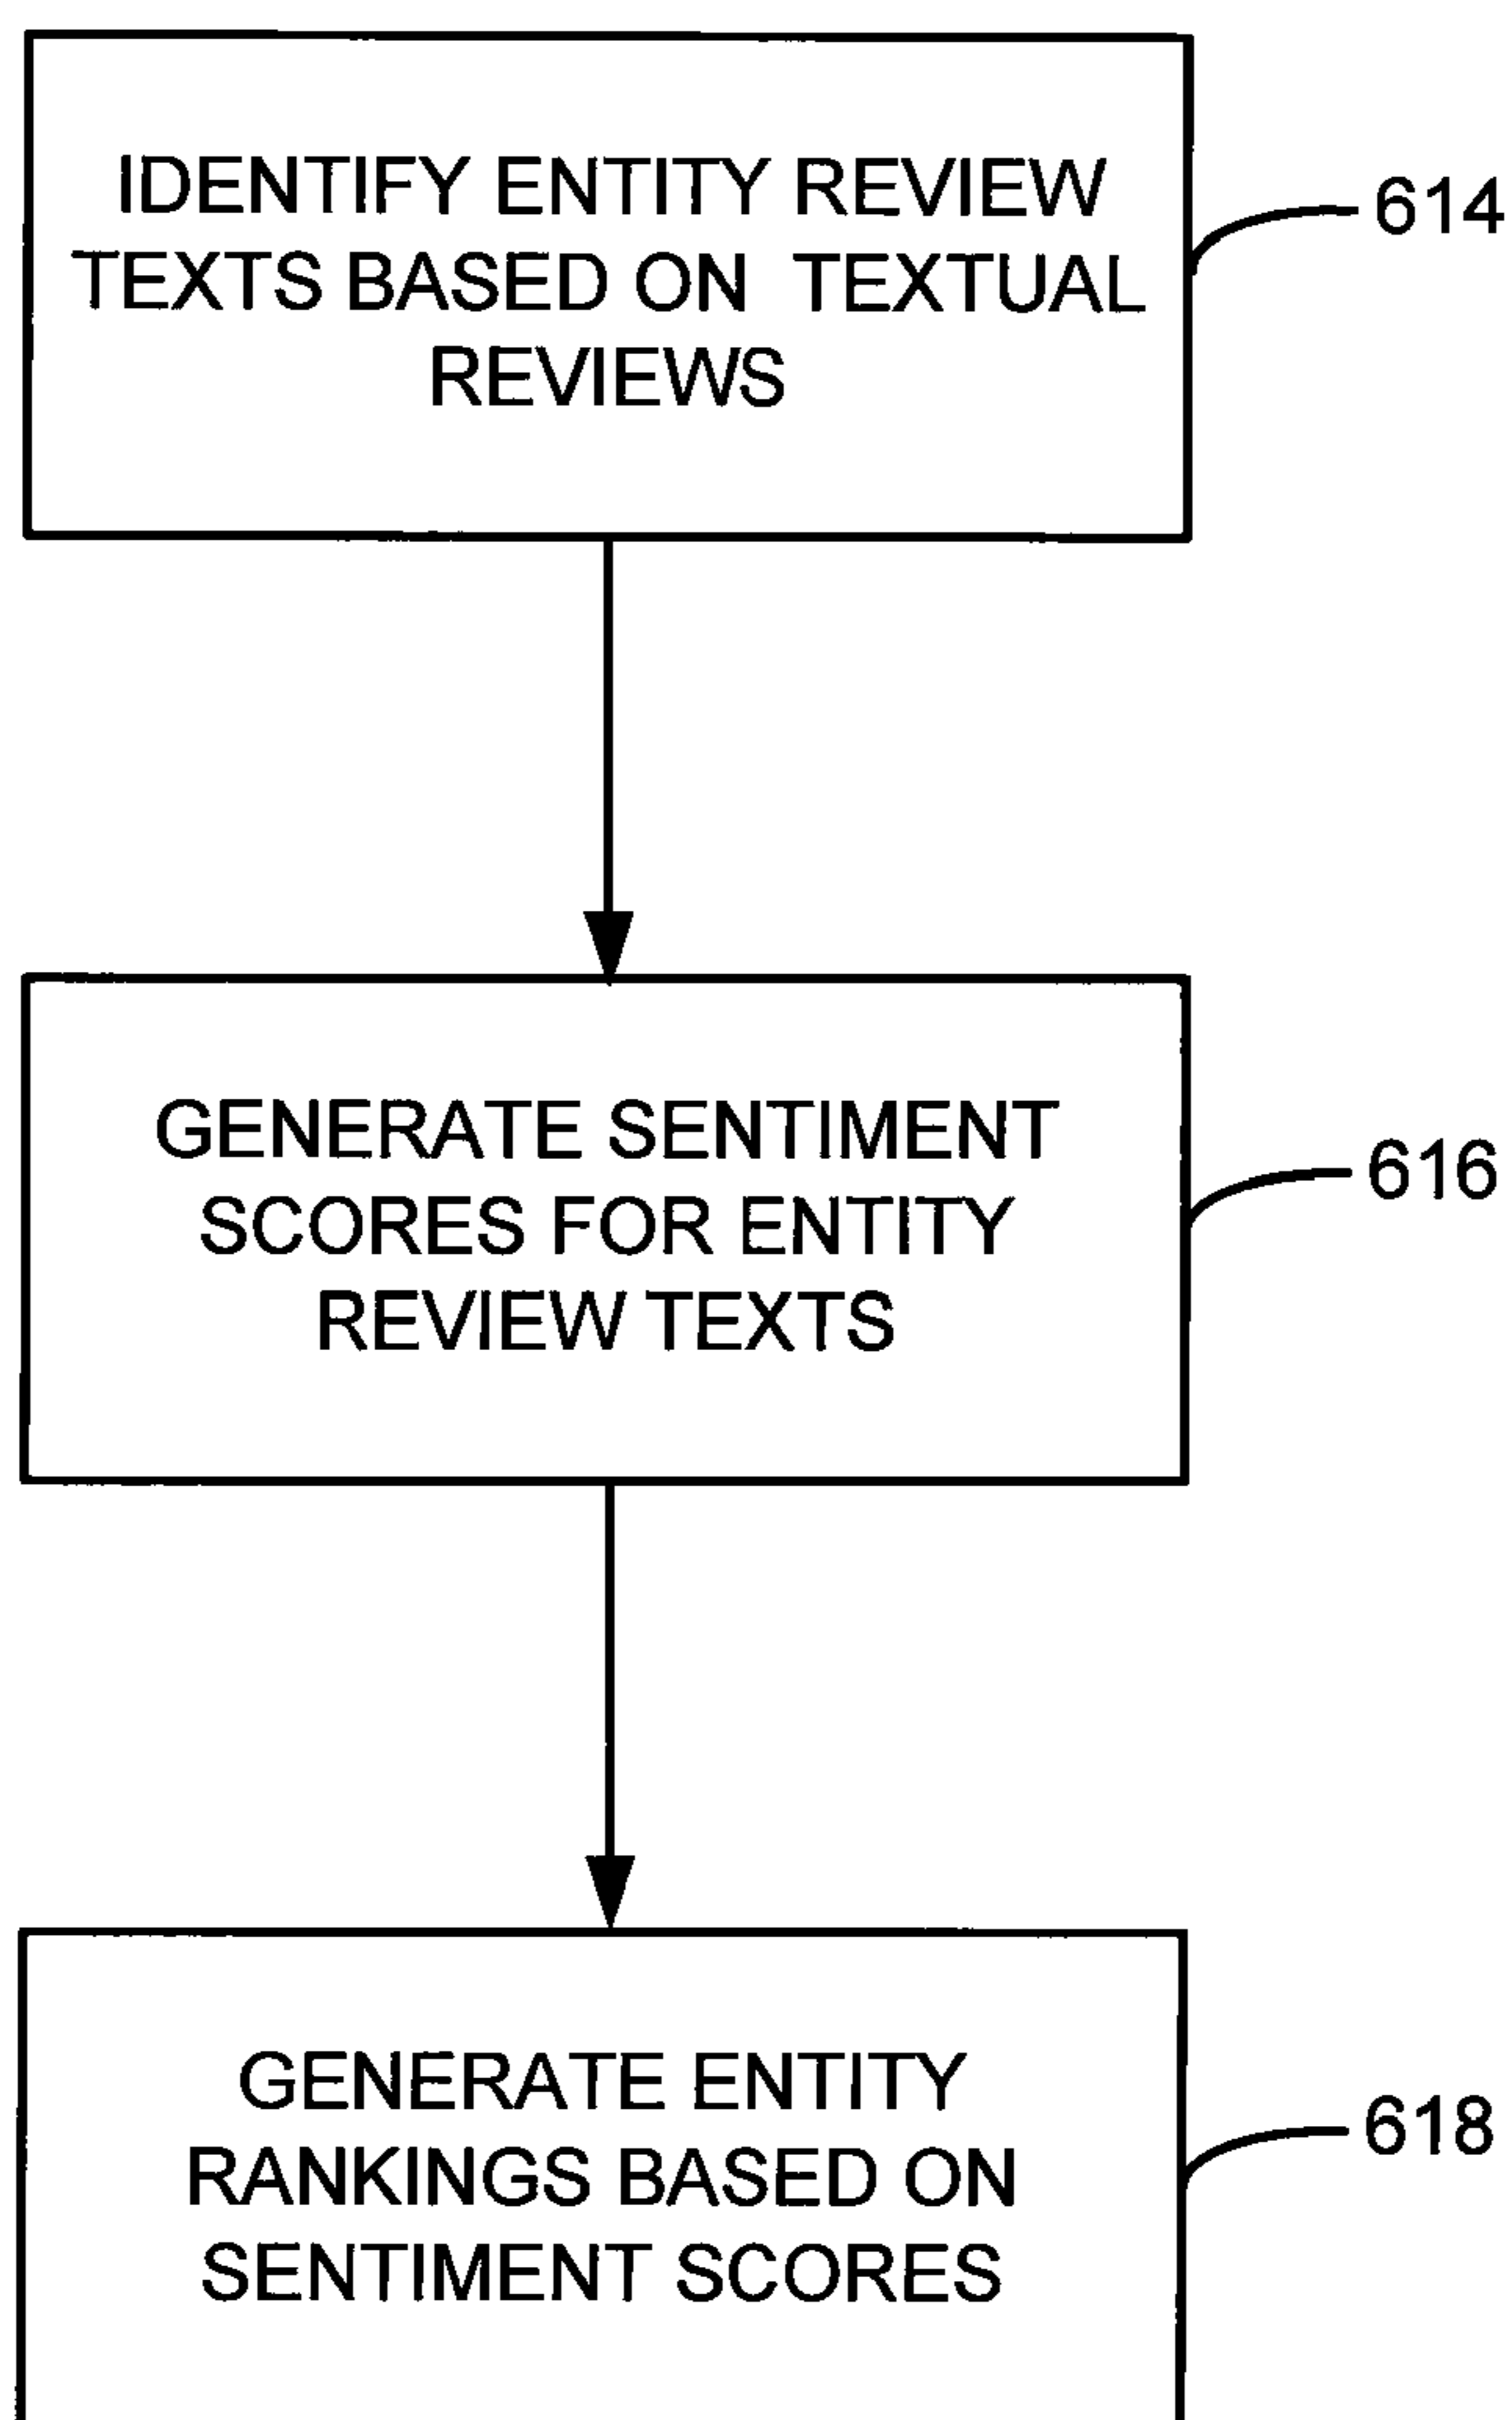 IDENTIFY ENTITY REVIEW
TEXTS BASED ON TEXTUAL
REVIEWS
614
GENERATE SENTIMENT
SCORES FOR ENTITY
REVIEW TEXTS
616
GENERATE ENTITY
RANKINGS BASED ON
SENTIMENT SCORES
618